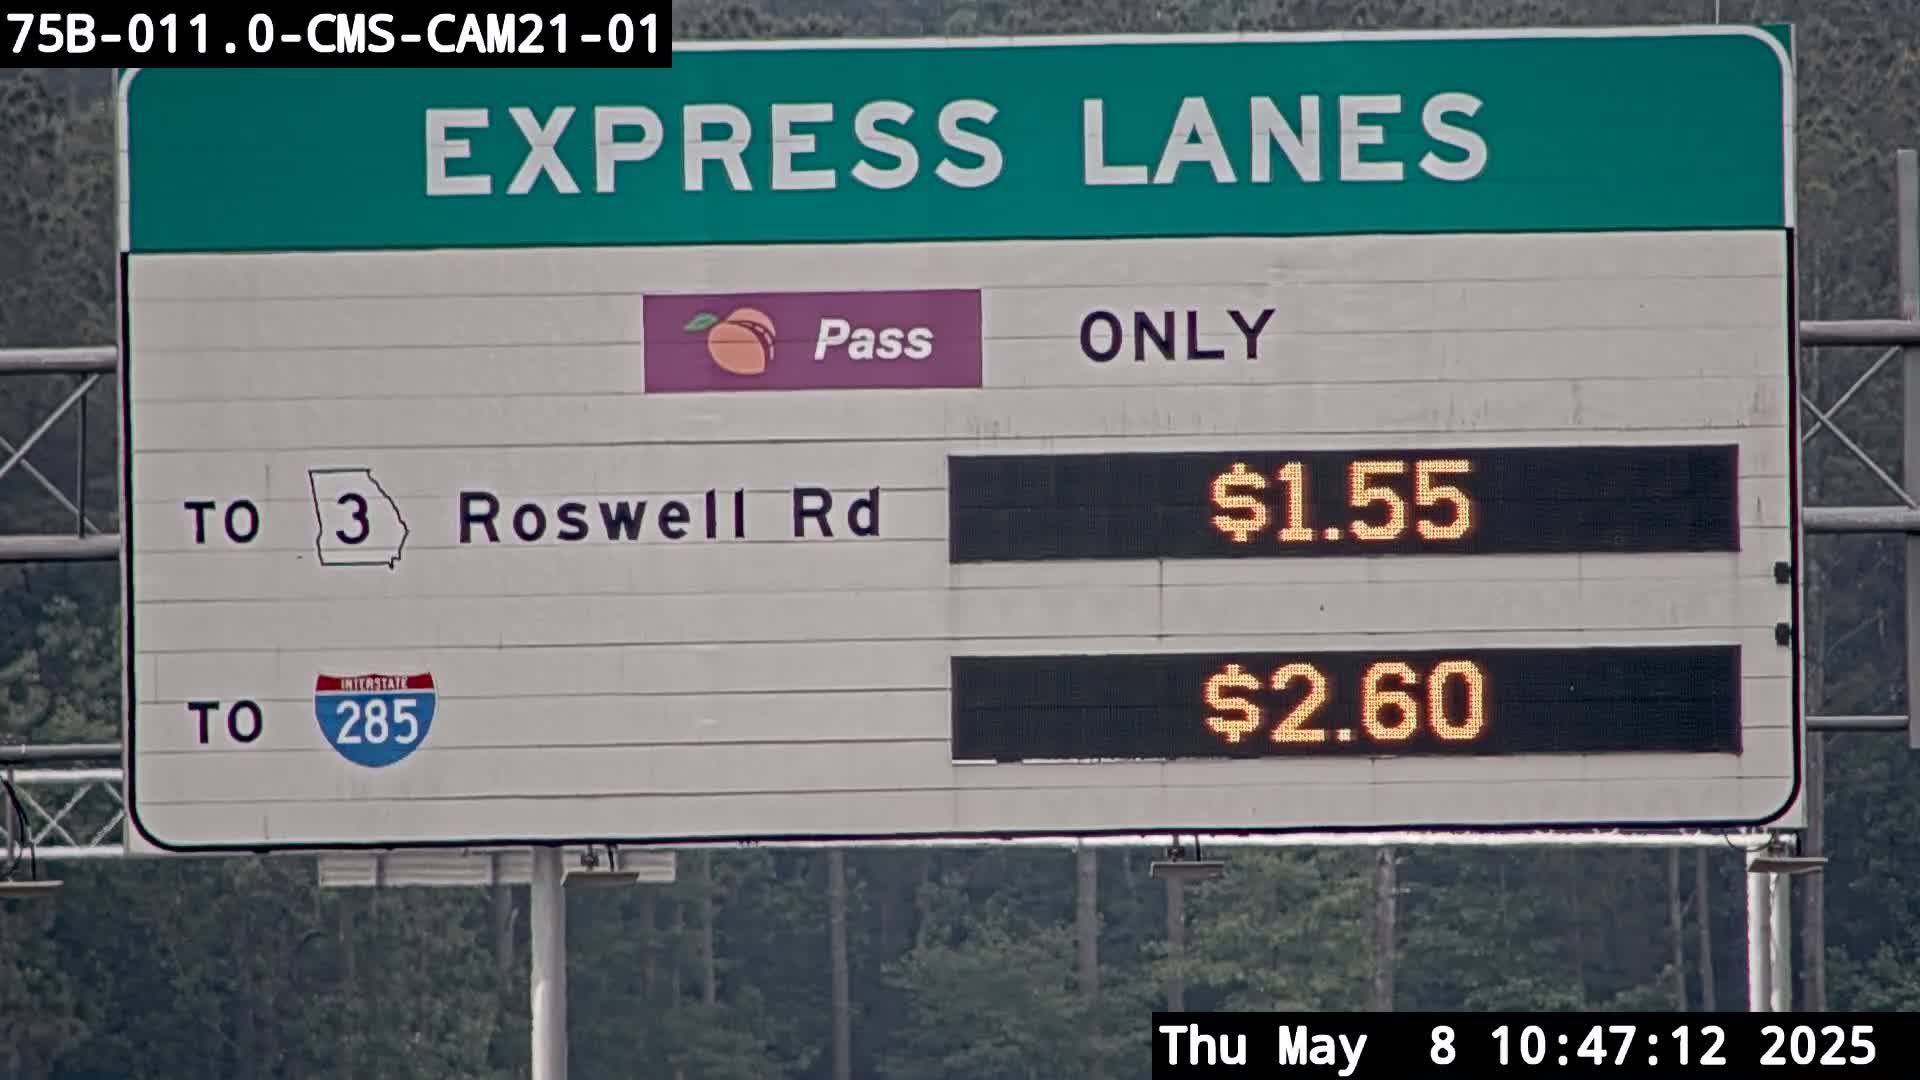 75B-011.0-CMS-CAM21-01
EXPRESS LANES
Pass ONLY
TO 3 Roswell Rd $1.55
INTERSTATE
TO 285 $2.60
Thu May 8 10:47:12 2025